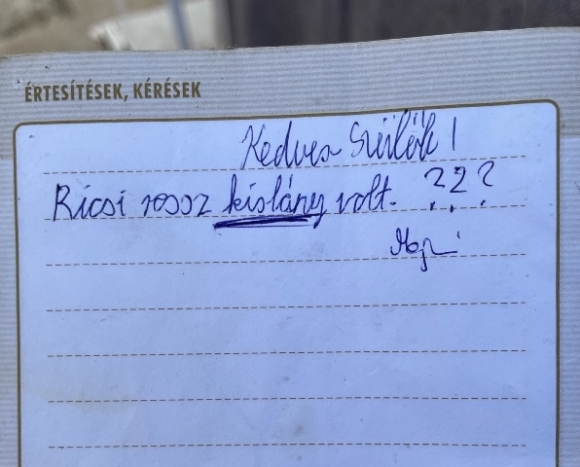 ÉRTESÍTÉSEK, KÉRÉSEK
Kedves Szülők!
Ricsi rossz kislány volt. ???